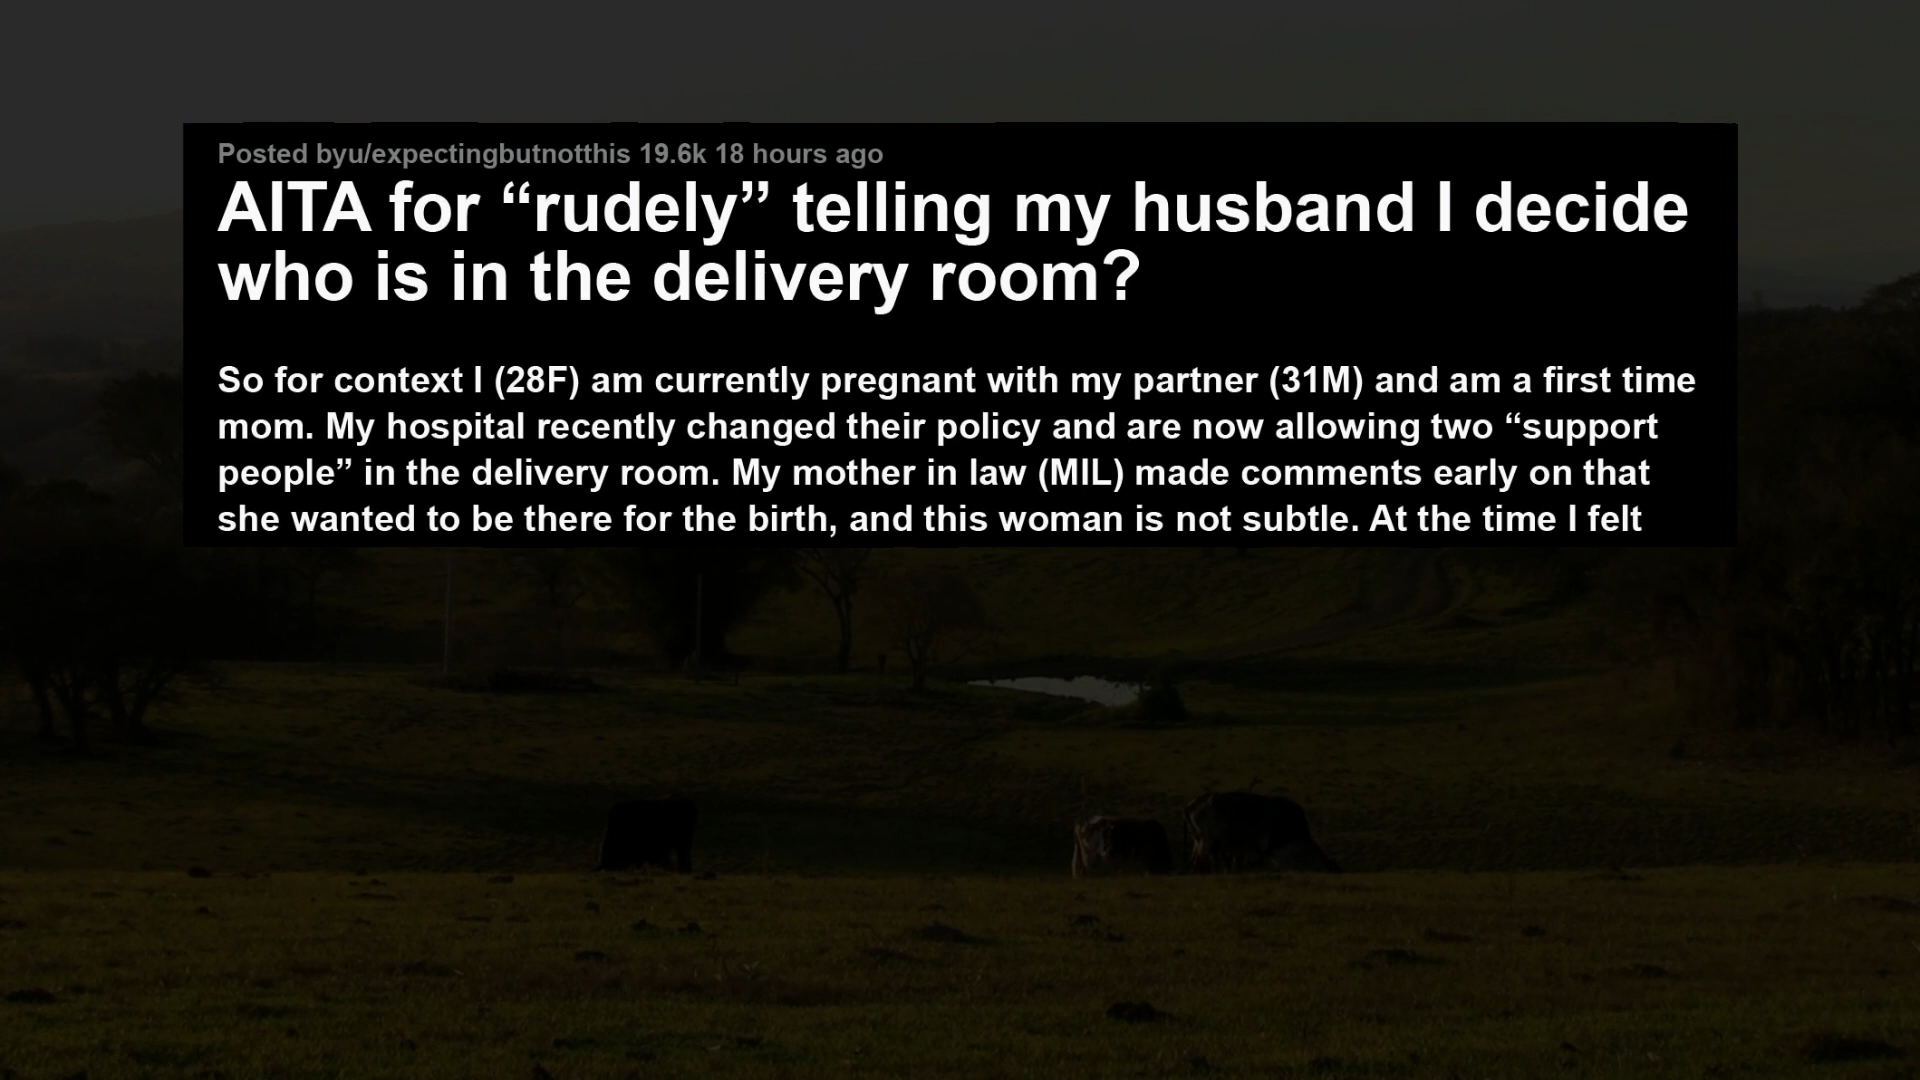 Posted byu/expectingbutnotthis 19.6k 18 hours ago
AITA for “rudely” telling my husband I decide
who is in the delivery room?
So for context I (28F) am currently pregnant with my partner (31M) and am a first time
mom. My hospital recently changed their policy and are now allowing two “support
people” in the delivery room. My mother in law (MIL) made comments early on that
she wanted to be there for the birth, and this woman is not subtle. At the time I felt